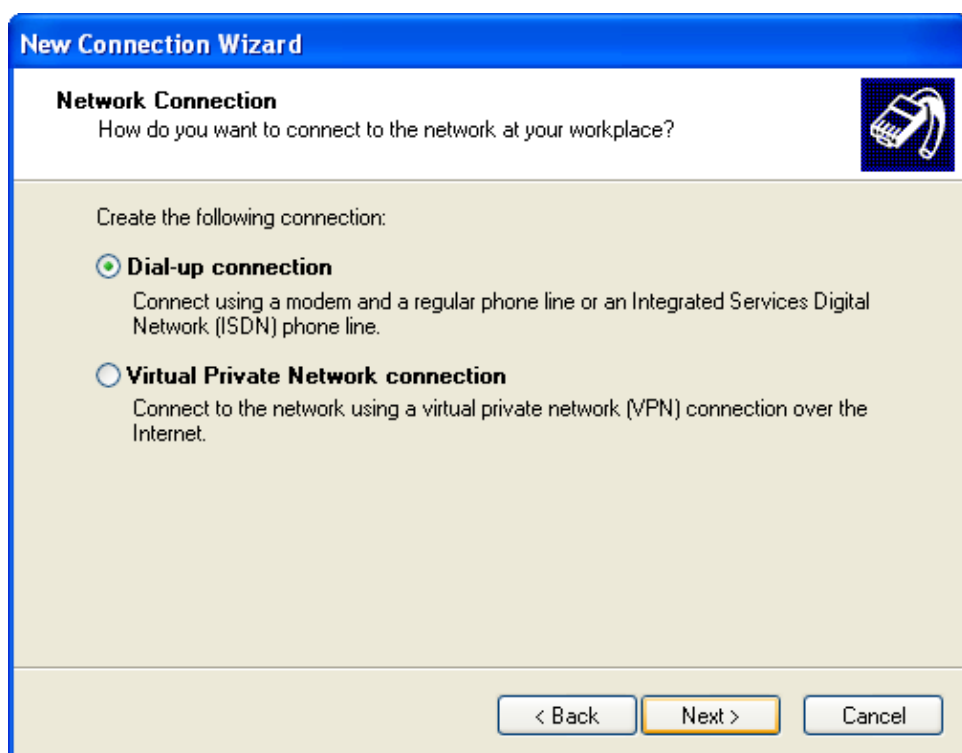 New Connection Wizard
Network Connection
How do you want to connect to the network at your workplace?
Create the following connection:
Dial-up connection
Connect using a modem and a regular phone line or an Integrated Services Digital
Network (ISDN) phone line.
Virtual Private Network connection
Connect to the network using a virtual private network (VPN) connection over the
Internet.
< Back Next > Cancel